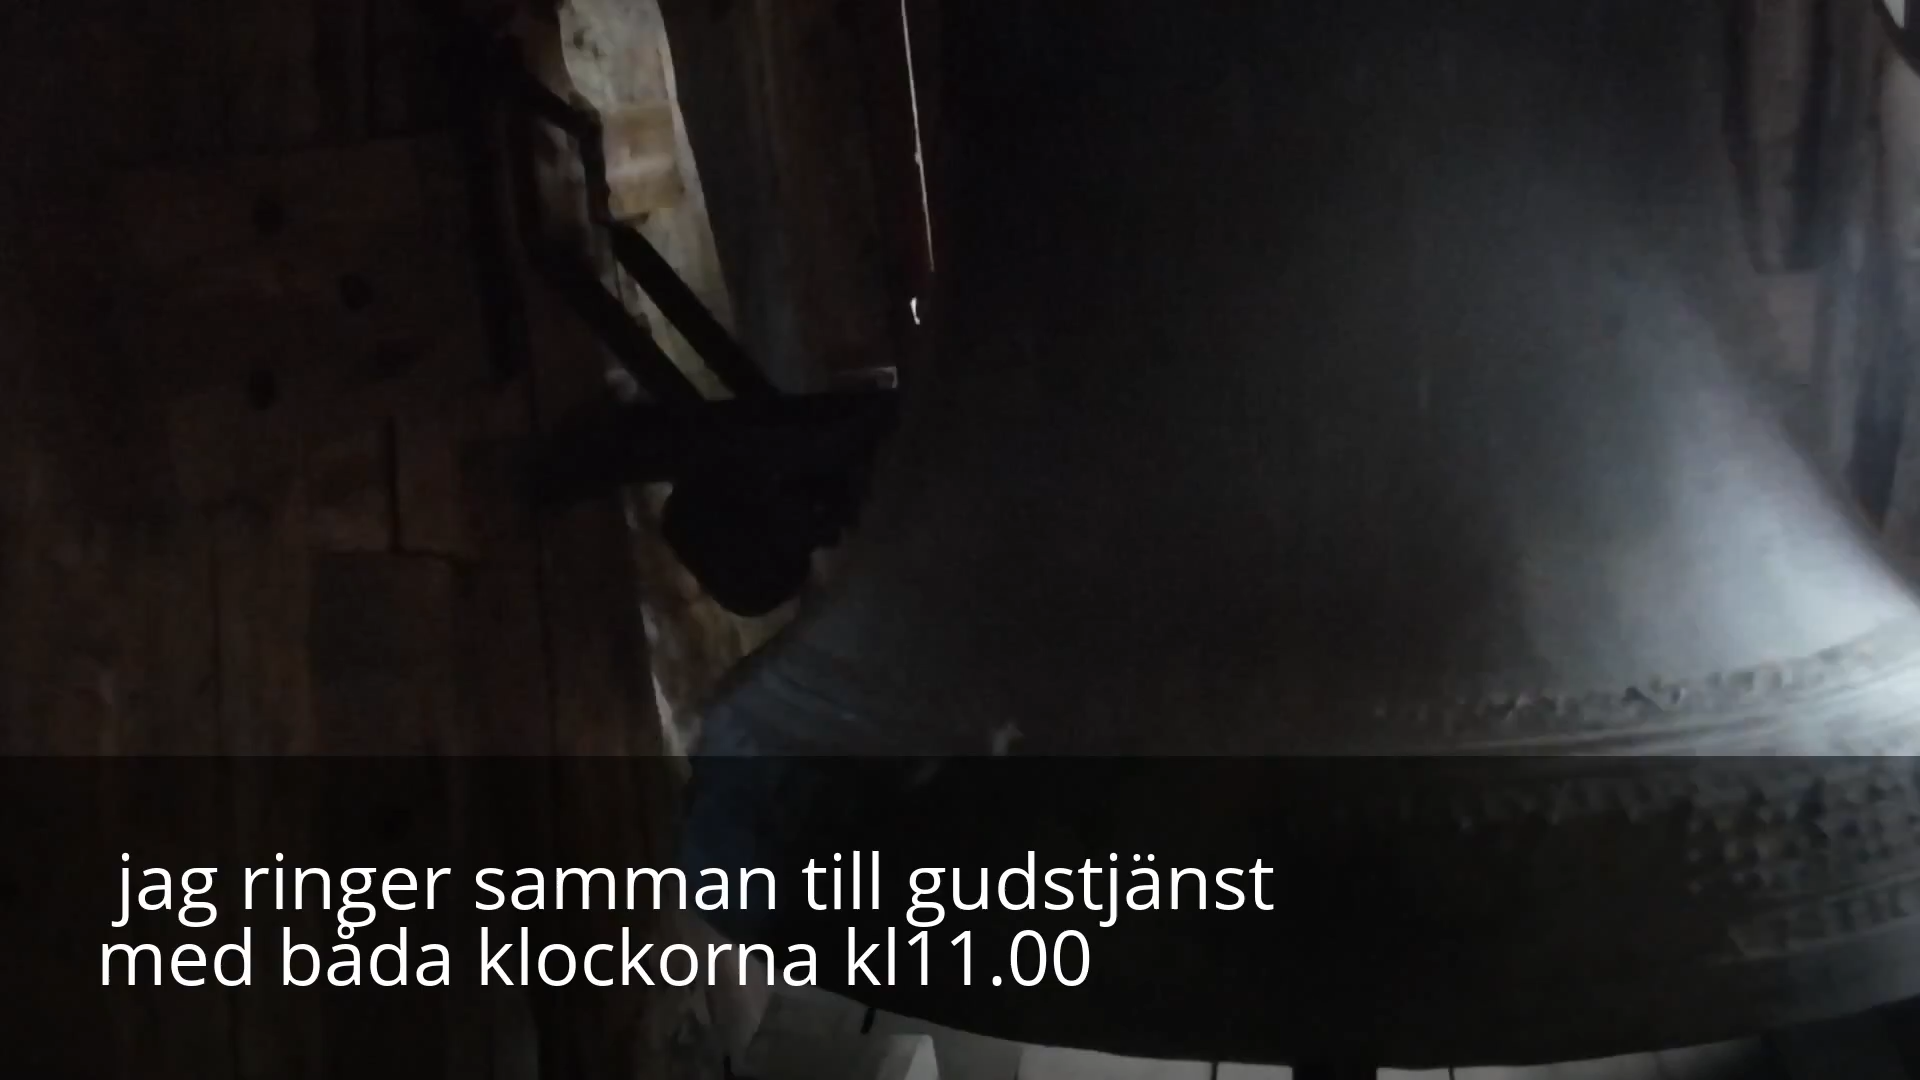 jag ringer samman till gudstjänst
med båda klockorna kl11.00